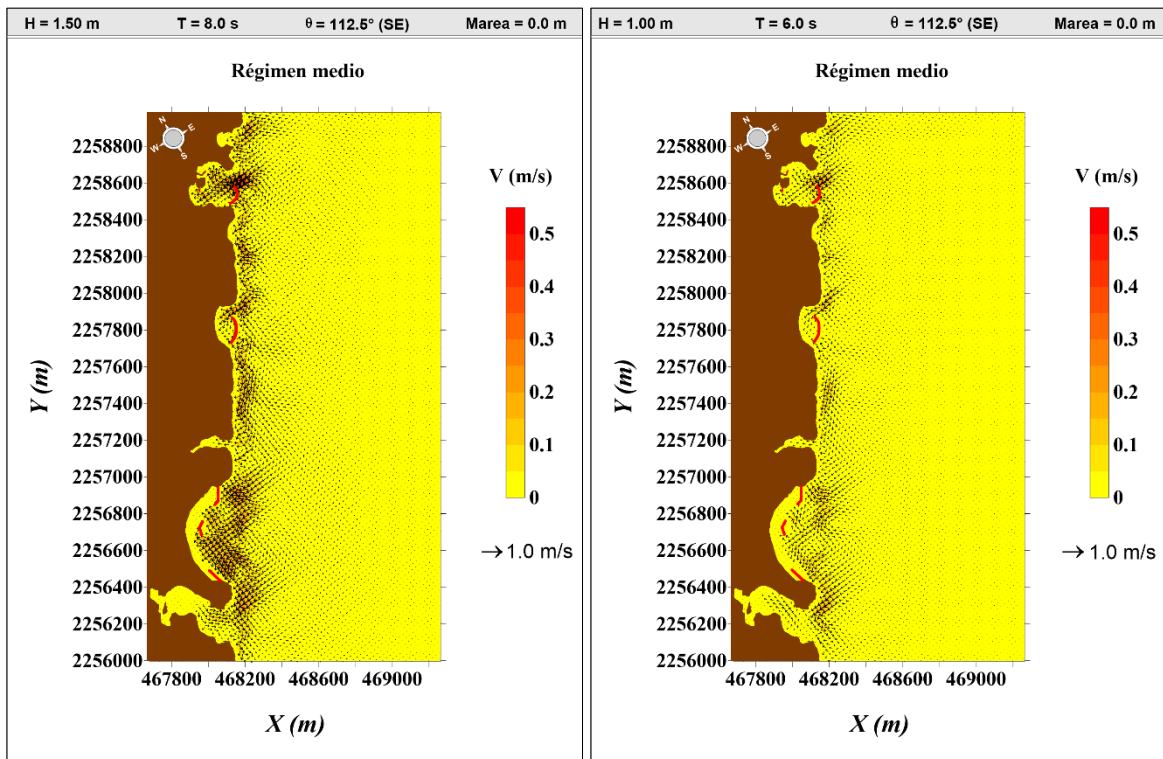 H = 1.50 m T = 8.0 s θ = 112.5° (SE) Marea = 0.0 m
Régimen medio
N
E
W
S
2258800
2258600
2258400
2258200
2258000
2257800
2257600
2257400
2257200
2257000
2256800
2256600
2256400
2256200
2256000
Y (m)
467800 468200 468600 469000
X (m)
V (m/s)
0.5
0.4
0.3
0.2
0.1
0
→ 1.0 m/s
H = 1.00 m T = 6.0 s θ = 112.5° (SE) Marea = 0.0 m
Régimen medio
N
E
W
S
2258800
2258600
2258400
2258200
2258000
2257800
2257600
2257400
2257200
2257000
2256800
2256600
2256400
2256200
2256000
Y (m)
467800 468200 468600 469000
X (m)
V (m/s)
0.5
0.4
0.3
0.2
0.1
0
→ 1.0 m/s